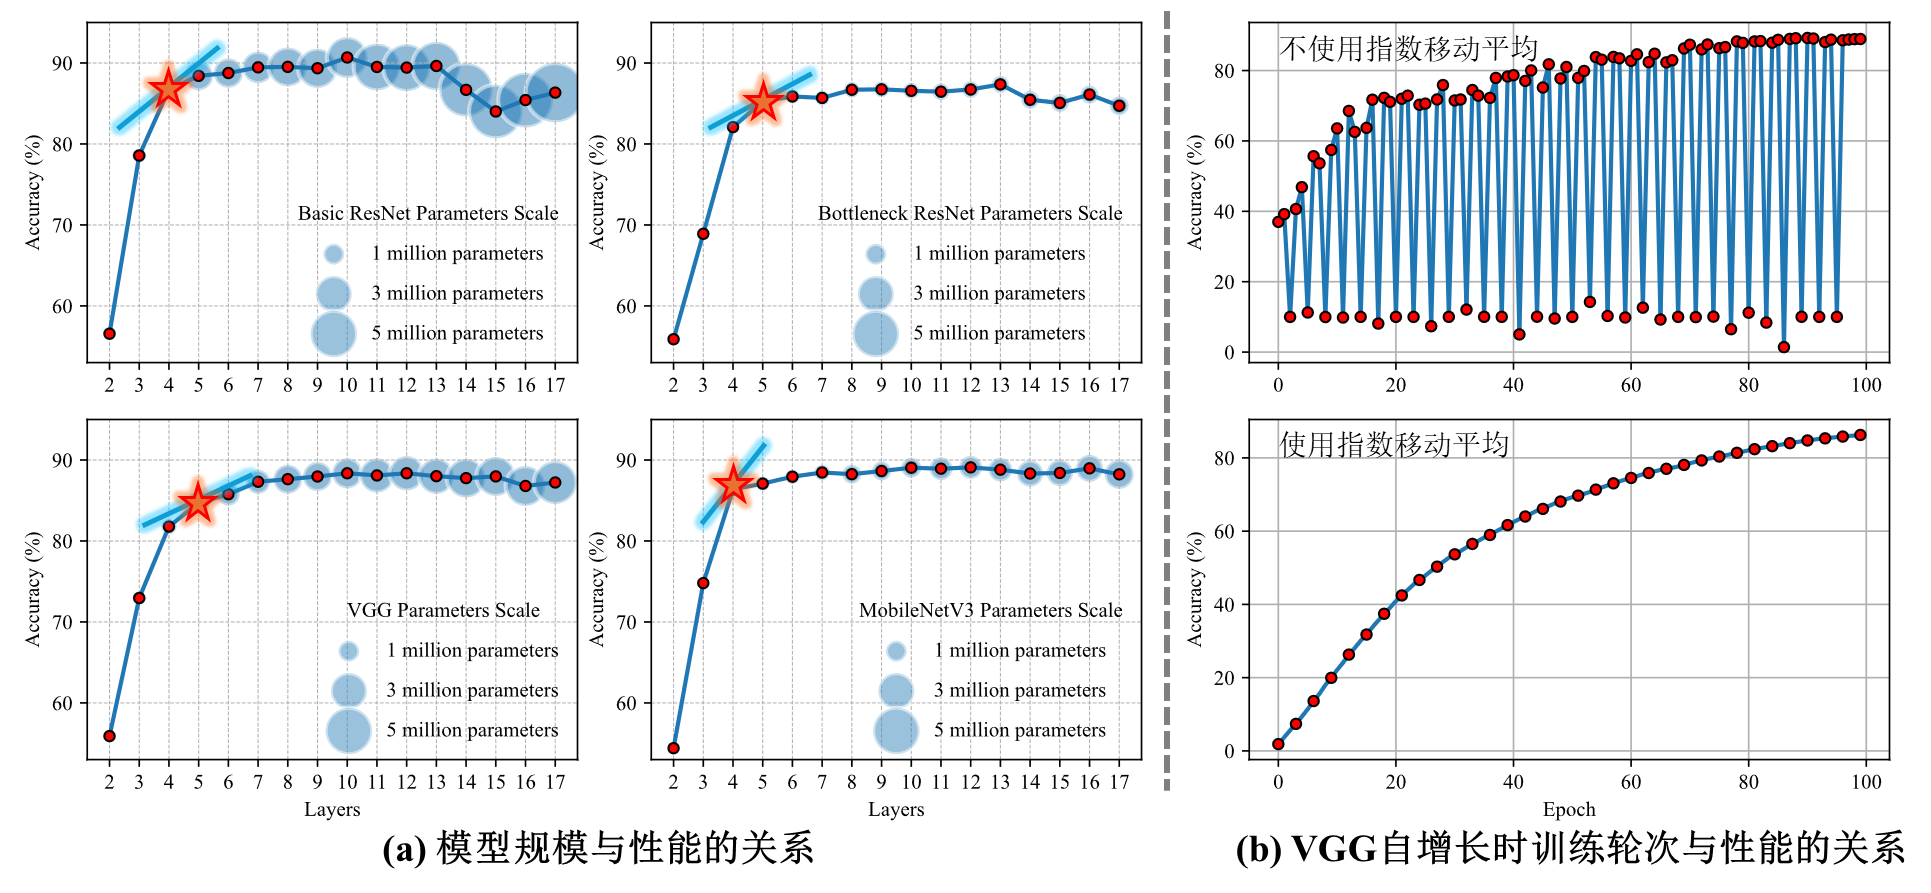 90
80
70
60
Accuracy (%)
Basic ResNet Parameters Scale
1 million parameters
3 million parameters
5 million parameters
2 3 4 5 6 7 8 9 10 11 12 13 14 15 16 17
90
80
70
60
Accuracy (%)
Bottleneck ResNet Parameters Scale
1 million parameters
3 million parameters
5 million parameters
2 3 4 5 6 7 8 9 10 11 12 13 14 15 16 17
90
80
70
60
Accuracy (%)
VGG Parameters Scale
1 million parameters
3 million parameters
5 million parameters
2 3 4 5 6 7 8 9 10 11 12 13 14 15 16 17
Layers
90
80
70
60
Accuracy (%)
MobileNetV3 Parameters Scale
1 million parameters
3 million parameters
5 million parameters
2 3 4 5 6 7 8 9 10 11 12 13 14 15 16 17
Layers
(a) 模型规模与性能的关系
不使用指数移动平均
80
60
40
20
0
Accuracy (%)
0 20 40 60 80 100
使用指数移动平均
80
60
40
20
0
Accuracy (%)
0 20 40 60 80 100
Epoch
(b) VGG自增长时训练轮次与性能的关系